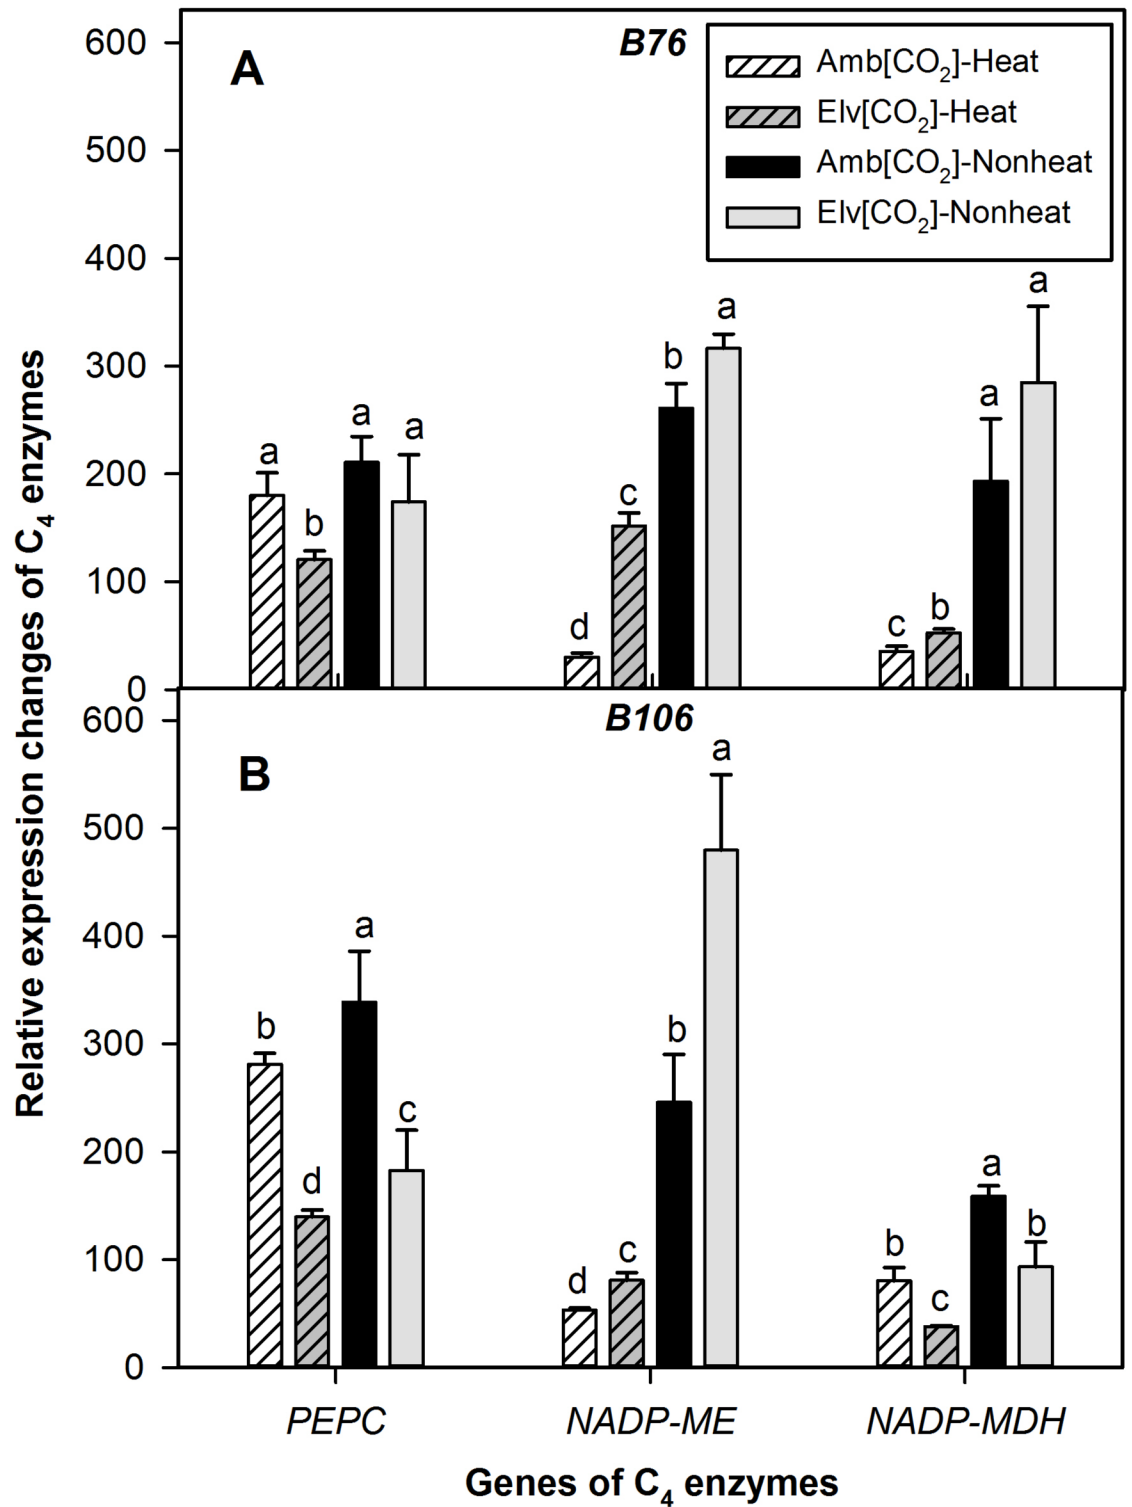 Relative expression changes of C₄ enzymes
A
B76
Amb[CO₂]-Heat
Elv[CO₂]-Heat
Amb[CO₂]-Nonheat
Elv[CO₂]-Nonheat
600
500
400
300
200
100
0
a
b
a
a
d
c
b
a
c
b
a
a
B
B106
600
500
400
300
200
100
0
b
d
a
c
d
c
b
a
b
c
a
b
PEPC
NADP-ME
NADP-MDH
Genes of C₄ enzymes